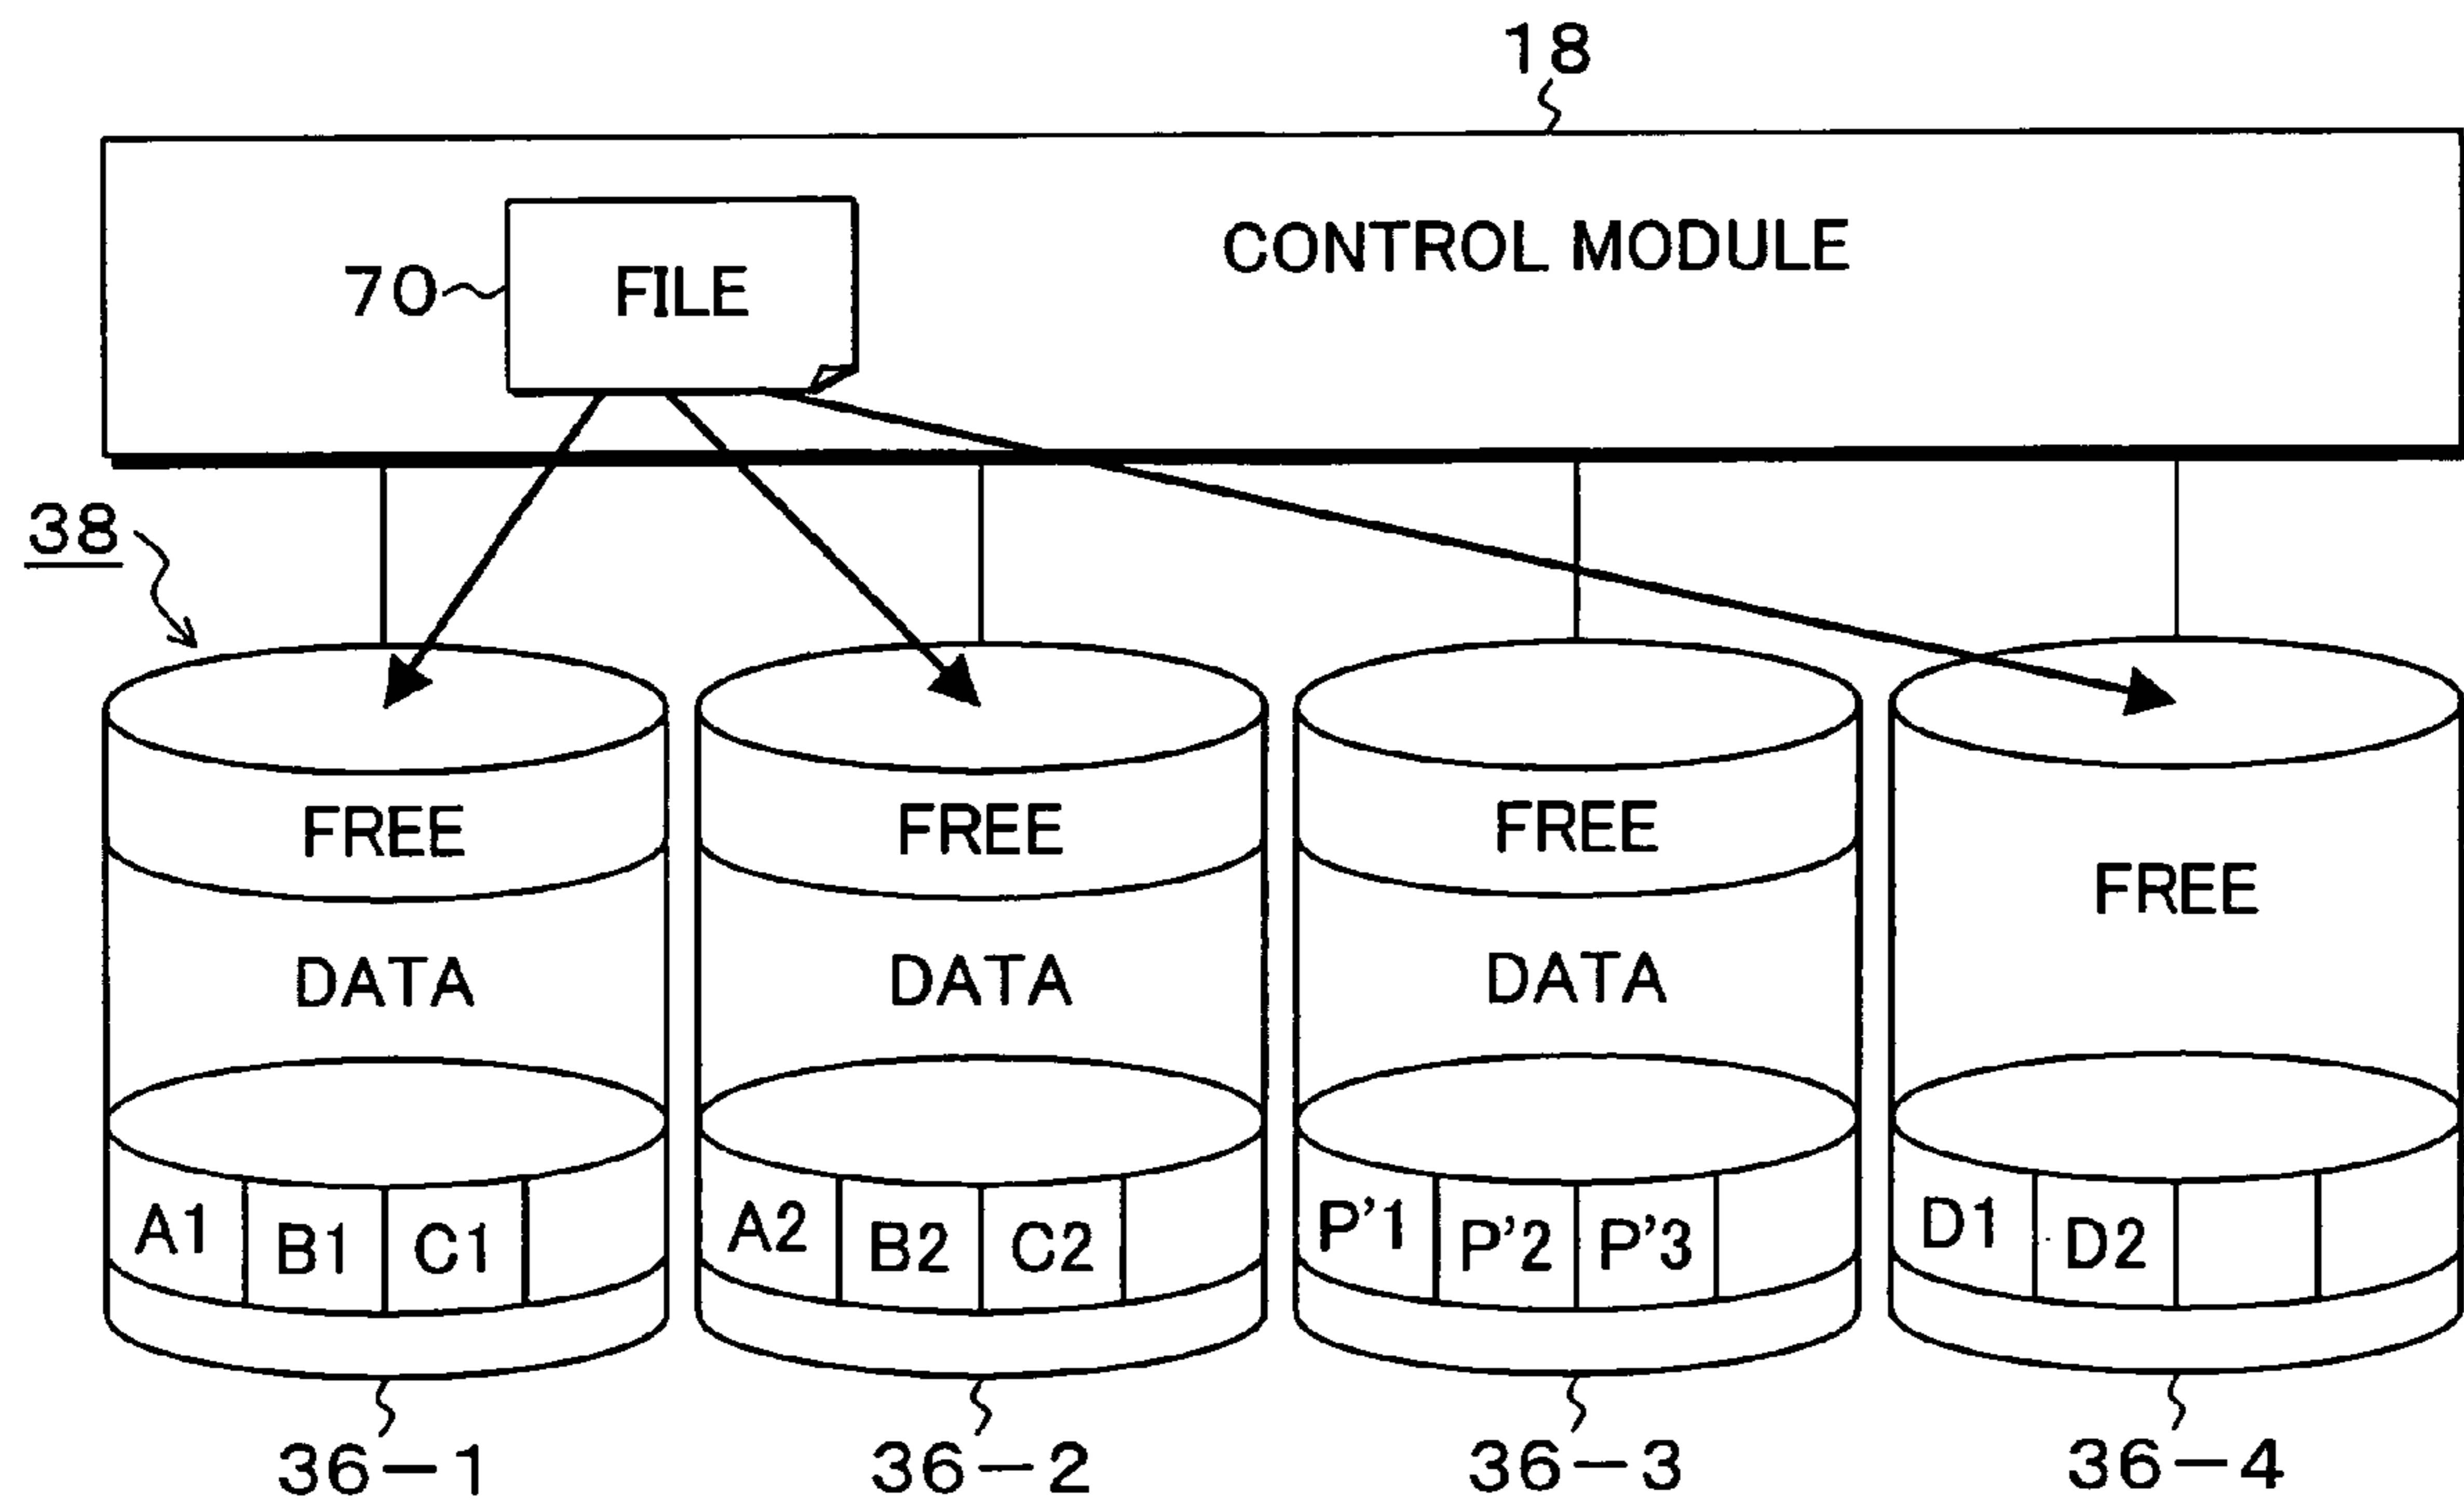 18
CONTROL MODULE
70
FILE
38
FREE
FREE
FREE
FREE
DATA
DATA
DATA
A1
B1
C1
A2
B2
C2
P'1
P'2
P'3
D1
D2
36-1
36-2
36-3
36-4